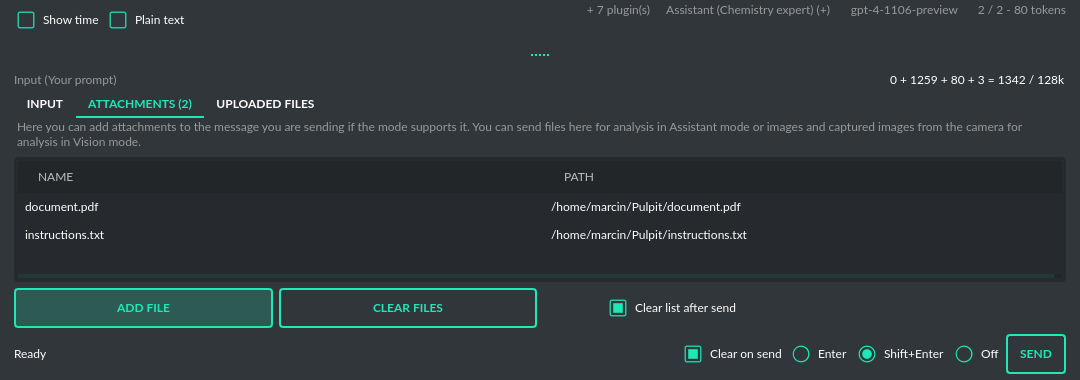 Show time Plain text + 7 plugin(s) Assistant (Chemistry expert) (+) gpt-4-1106-preview 2 / 2 - 80 tokens
Input (Your prompt) 0 + 1259 + 80 + 3 = 1342 / 128k
INPUT ATTACHMENTS (2) UPLOADED FILES
Here you can add attachments to the message you are sending if the mode supports it. You can send files here for analysis in Assistant mode or images and captured images from the camera for
analysis in Vision mode.
NAME PATH
document.pdf /home/marcin/Pulpit/document.pdf
instructions.txt /home/marcin/Pulpit/instructions.txt
ADD FILE CLEAR FILES Clear list after send
Ready Clear on send Enter Shift+Enter Off SEND